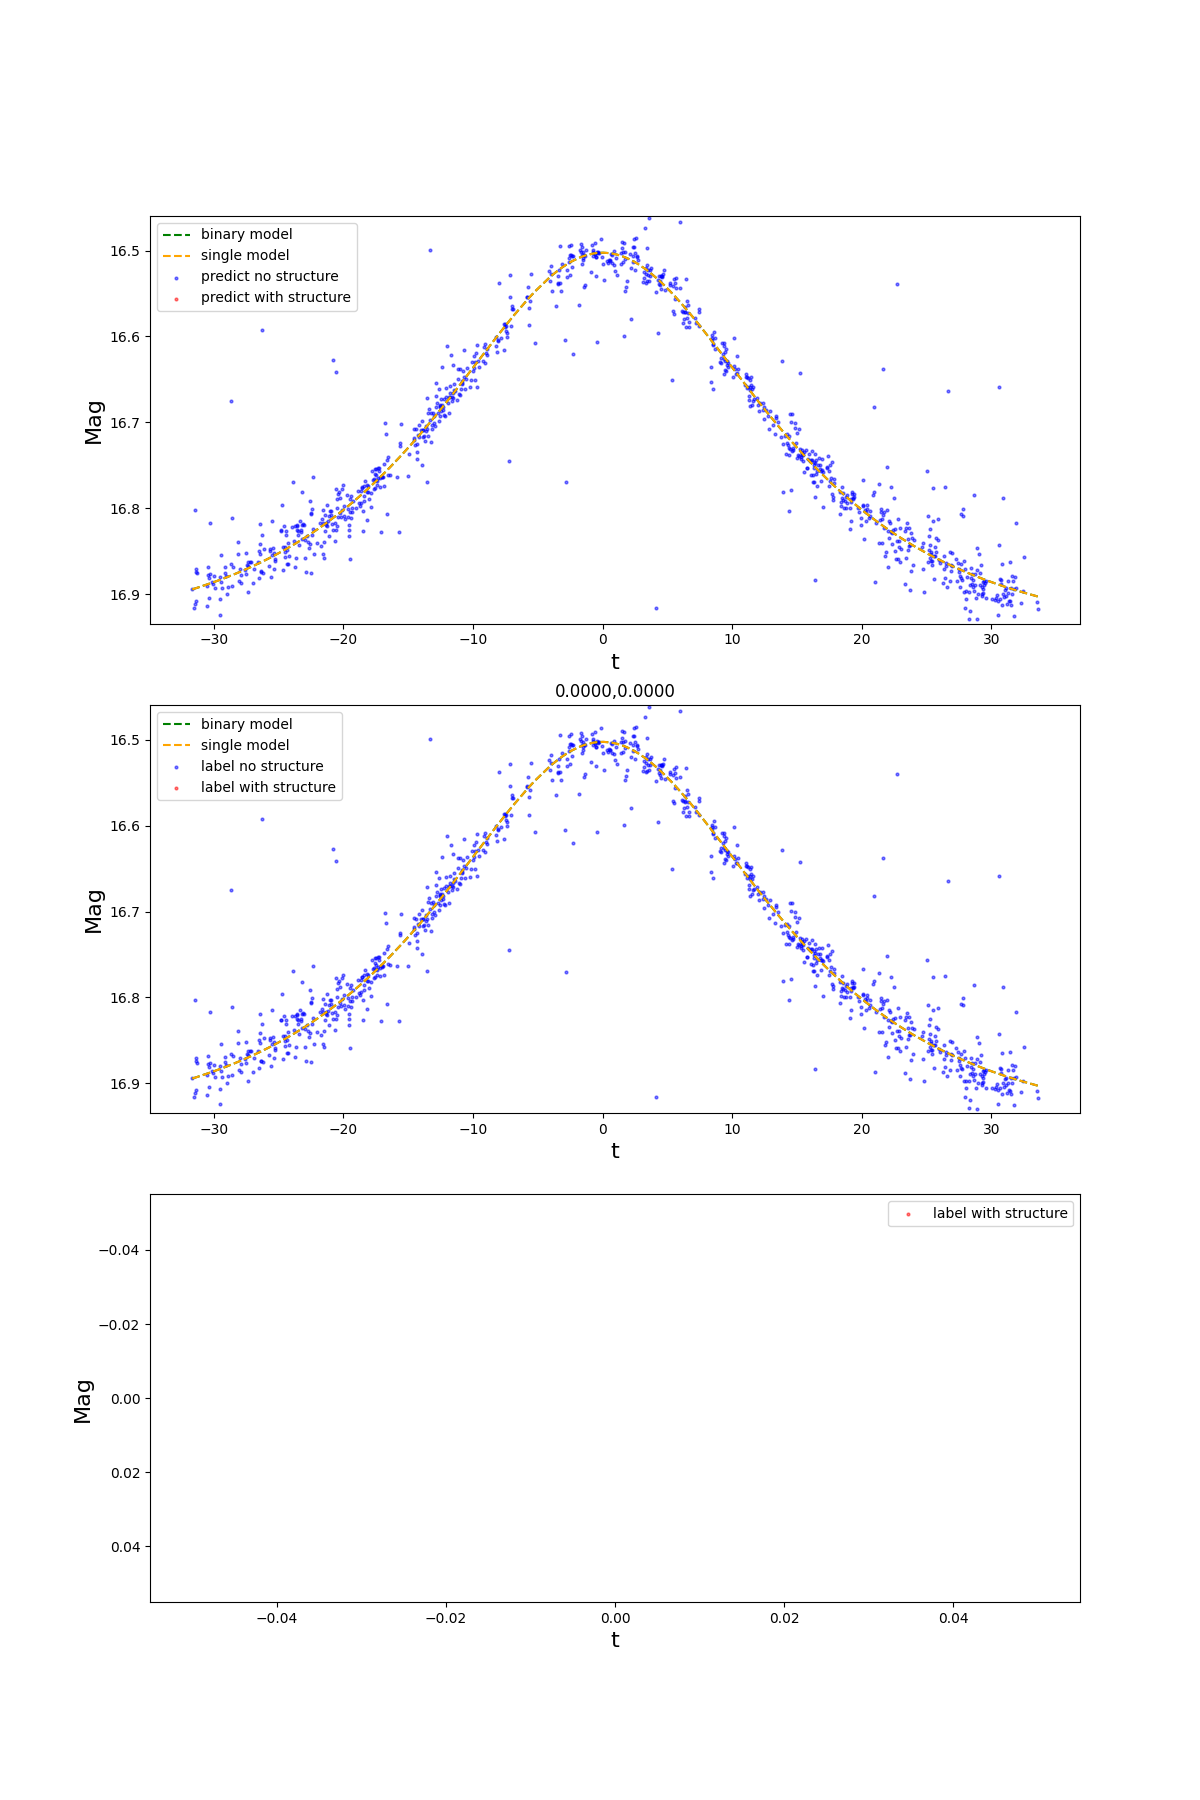 binary model
single model
predict no structure
predict with structure
16.5
16.6
16.7
16.8
16.9
Mag
−30 −20 −10 0 10 20 30
t
0.0000,0.0000
binary model
single model
label no structure
label with structure
16.5
16.6
16.7
16.8
16.9
Mag
−30 −20 −10 0 10 20 30
t
label with structure
−0.04
−0.02
0.00
0.02
0.04
Mag
−0.04 −0.02 0.00 0.02 0.04
t